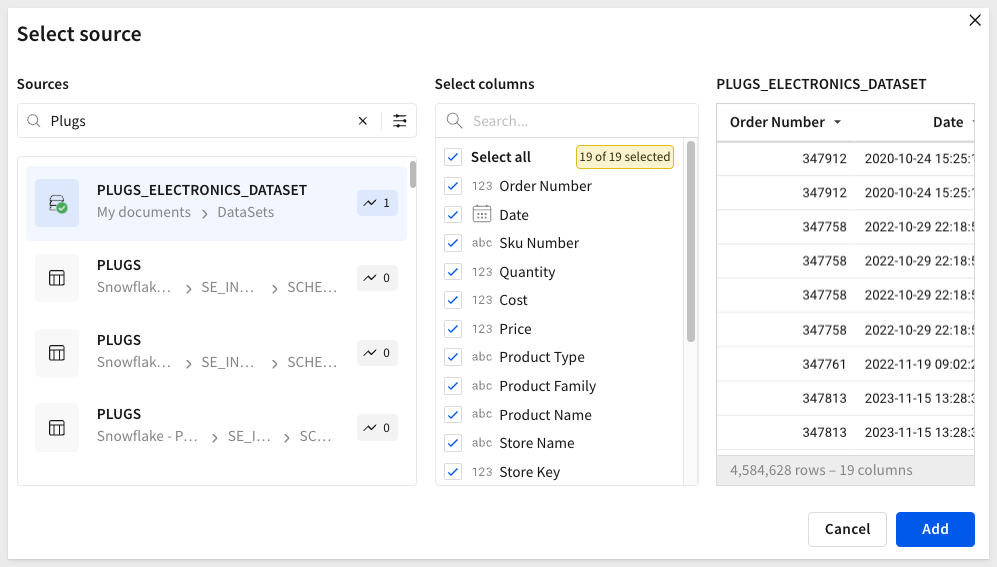 Select source
Sources
Plugs
PLUGS_ELECTRONICS_DATASET
My documents > DataSets
1
PLUGS
Snowflak... > SE_IN... > SCHE...
0
PLUGS
Snowflak... > SE_IN... > SCHE...
0
PLUGS
Snowflake - P... > SE_I... > SC...
0
Select columns
Search...
Select all 19 of 19 selected
123 Order Number
Date
abc Sku Number
123 Quantity
123 Cost
123 Price
abc Product Type
abc Product Family
abc Product Name
abc Store Name
123 Store Key
PLUGS_ELECTRONICS_DATASET
Order Number Date
347912 2020-10-24 15:25:1
347912 2020-10-24 15:25:1
347758 2022-10-29 22:18:5
347758 2022-10-29 22:18:5
347758 2022-10-29 22:18:5
347758 2022-10-29 22:18:5
347761 2022-11-19 09:02:2
347813 2023-11-15 13:28:3
347813 2023-11-15 13:28:3
4,584,628 rows – 19 columns
Cancel
Add